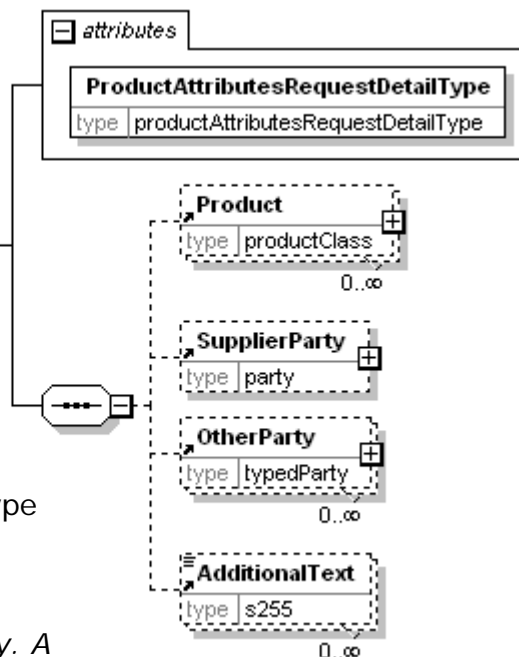 attributes
ProductAttributesRequestDetailType
type productAttributesRequestDetailType
Product
type productClass
0..∞
SupplierParty
type party
OtherParty
type typedParty
0..∞
ype
AdditionalText
type s255
y. A
0..∞